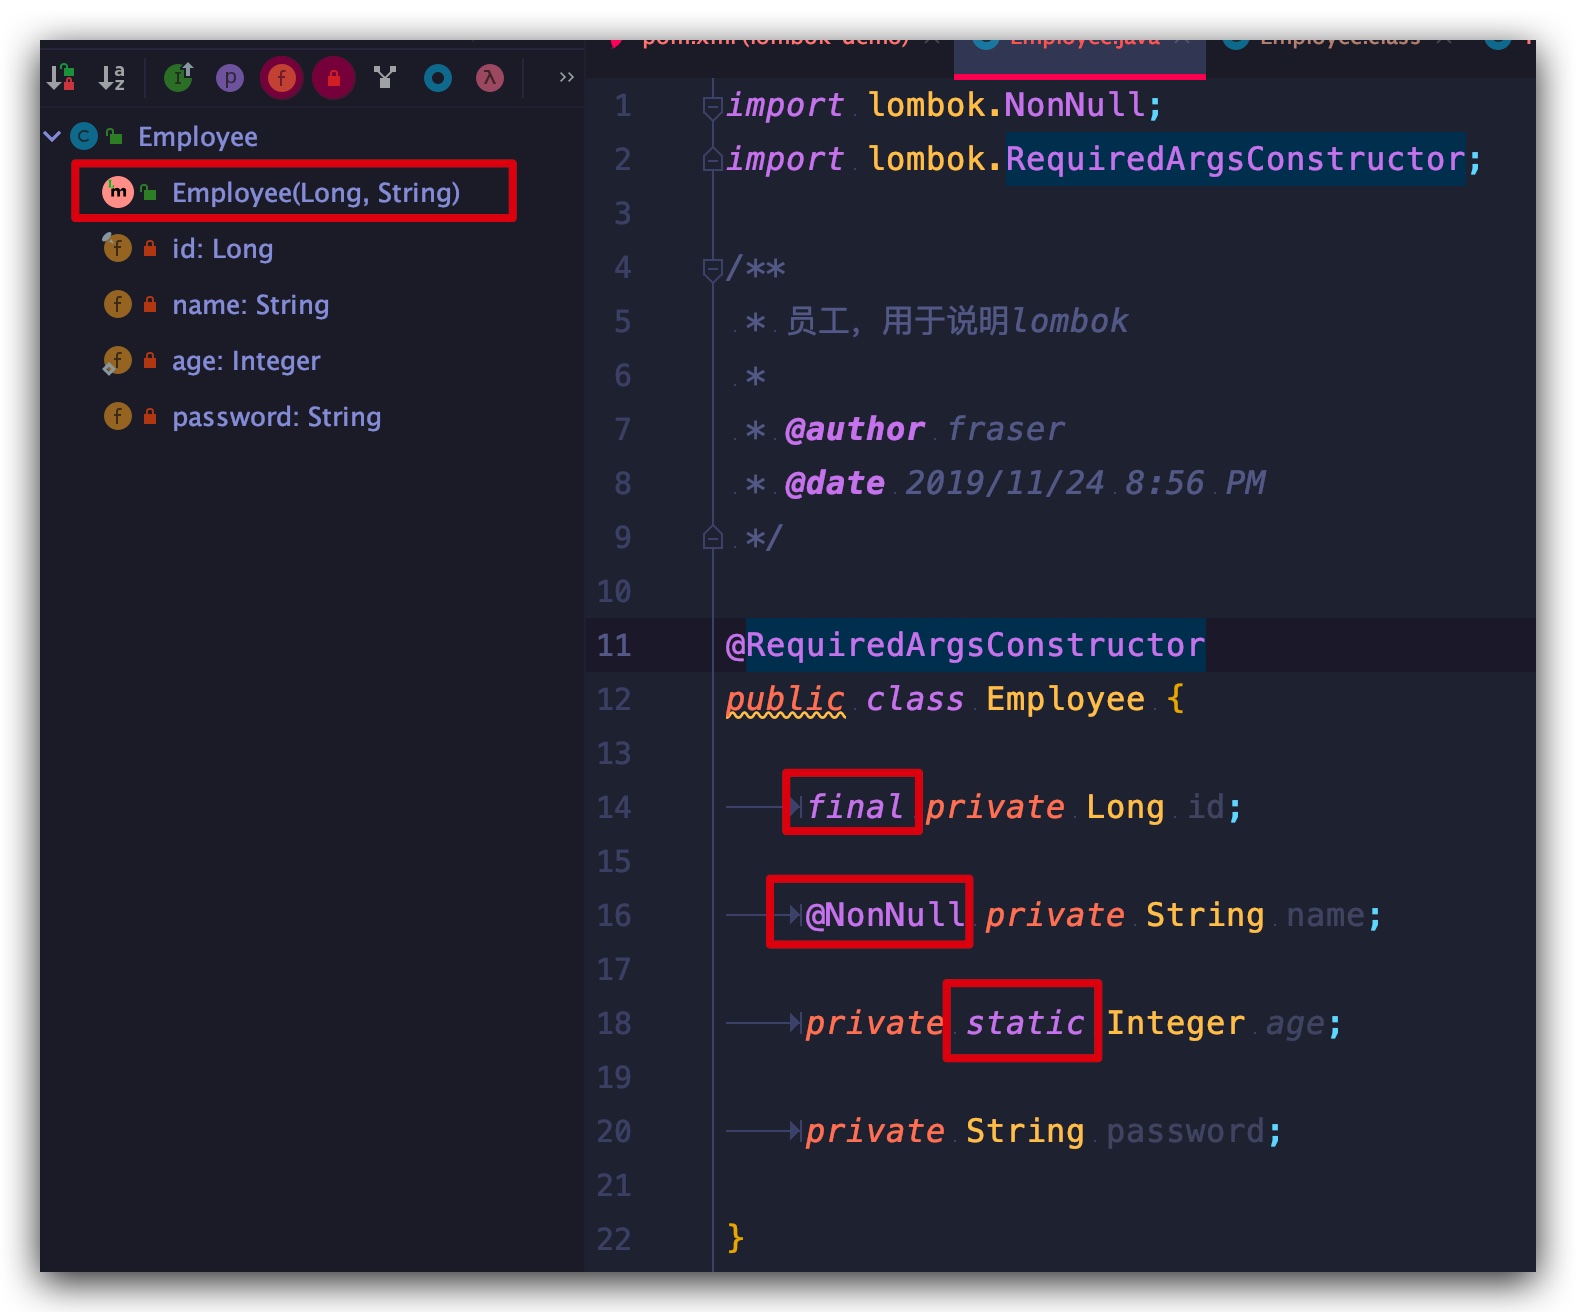 pom.xml (lombok-demo)
Employee.java
Employee.class
Employee
Employee(Long, String)
id: Long
name: String
age: Integer
password: String
1 import lombok.NonNull;
2 import lombok.RequiredArgsConstructor;
3
4 /**
5 * 员工，用于说明lombok
6 *
7 * @author fraser
8 * @date 2019/11/24 8:56 PM
9 */
10
11 @RequiredArgsConstructor
12 public class Employee {
13
14 final private Long id;
15
16 @NonNull private String name;
17
18 private static Integer age;
19
20 private String password;
21
22 }